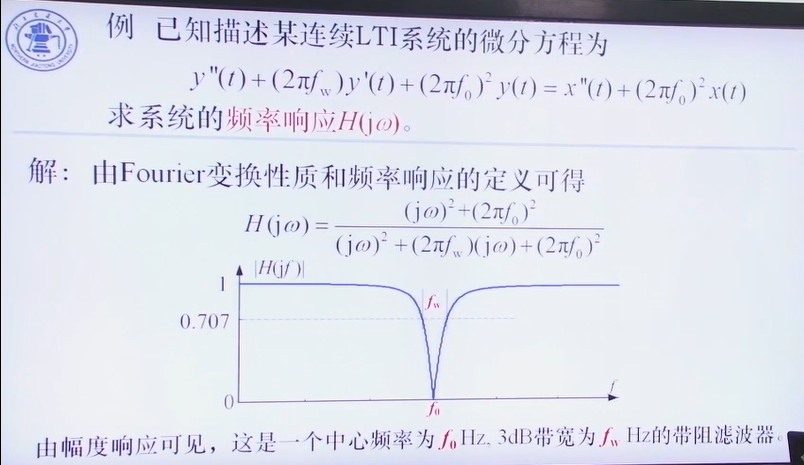 例 已知描述某连续LTI系统的微分方程为
y''(t)+(2πf_w)y'(t)+(2πf_0)^2 y(t)=x''(t)+(2πf_0)^2 x(t)
求系统的频率响应H(jω)。
解：由Fourier变换性质和频率响应的定义可得
H(jω)=\frac{(jω)^2+(2πf_0)^2}{(jω)^2+(2πf_w)(jω)+(2πf_0)^2}
|H(jf)|
1
f_w
0.707
0
f
f_0
由幅度响应可见，这是一个中心频率为f_0 Hz, 3dB带宽为f_w Hz的带阻滤波器。